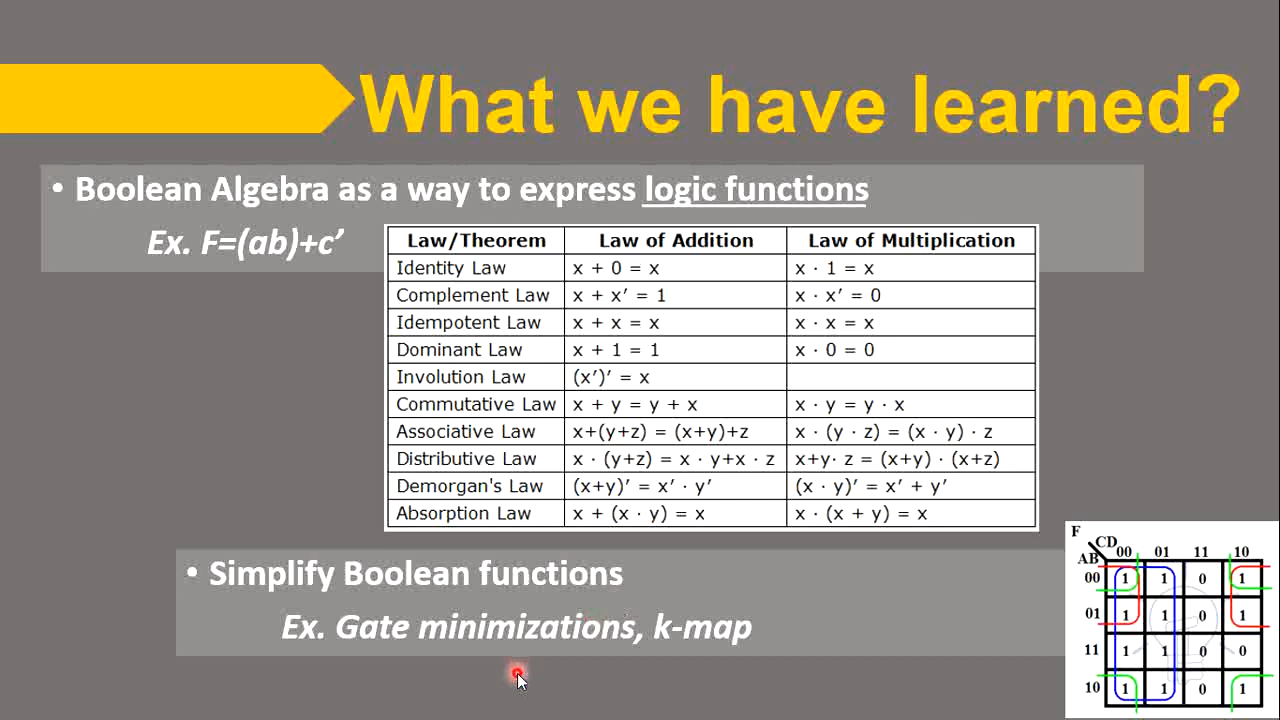 What we have learned?
• Boolean Algebra as a way to express logic functions
Ex. F=(ab)+c’
Law/Theorem Law of Addition Law of Multiplication
Identity Law x + 0 = x x · 1 = x
Complement Law x + x′ = 1 x · x′ = 0
Idempotent Law x + x = x x · x = x
Dominant Law x + 1 = 1 x · 0 = 0
Involution Law (x′)′ = x
Commutative Law x + y = y + x x · y = y · x
Associative Law x+(y+z) = (x+y)+z x · (y · z) = (x · y) · z
Distributive Law x · (y+z) = x · y+x · z x+y· z = (x+y) · (x+z)
Demorgan's Law (x+y)′ = x′ · y′ (x · y)′ = x′ + y′
Absorption Law x + (x · y) = x x · (x + y) = x
• Simplify Boolean functions
Ex. Gate minimizations, k-map
F
CD
AB
00 01 11 10
00 1 1 0 1
01 1 1 0 1
11 1 1 0 0
10 1 1 0 1